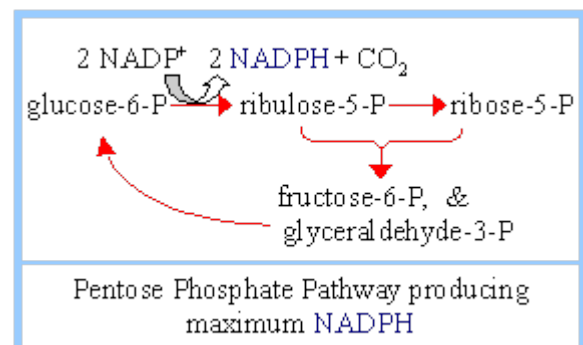 2 NADP⁺ 2 NADPH + CO₂
glucose-6-P ribulose-5-P ribose-5-P
fructose-6-P, &
glyceraldehyde-3-P
Pentose Phosphate Pathway producing
maximum NADPH